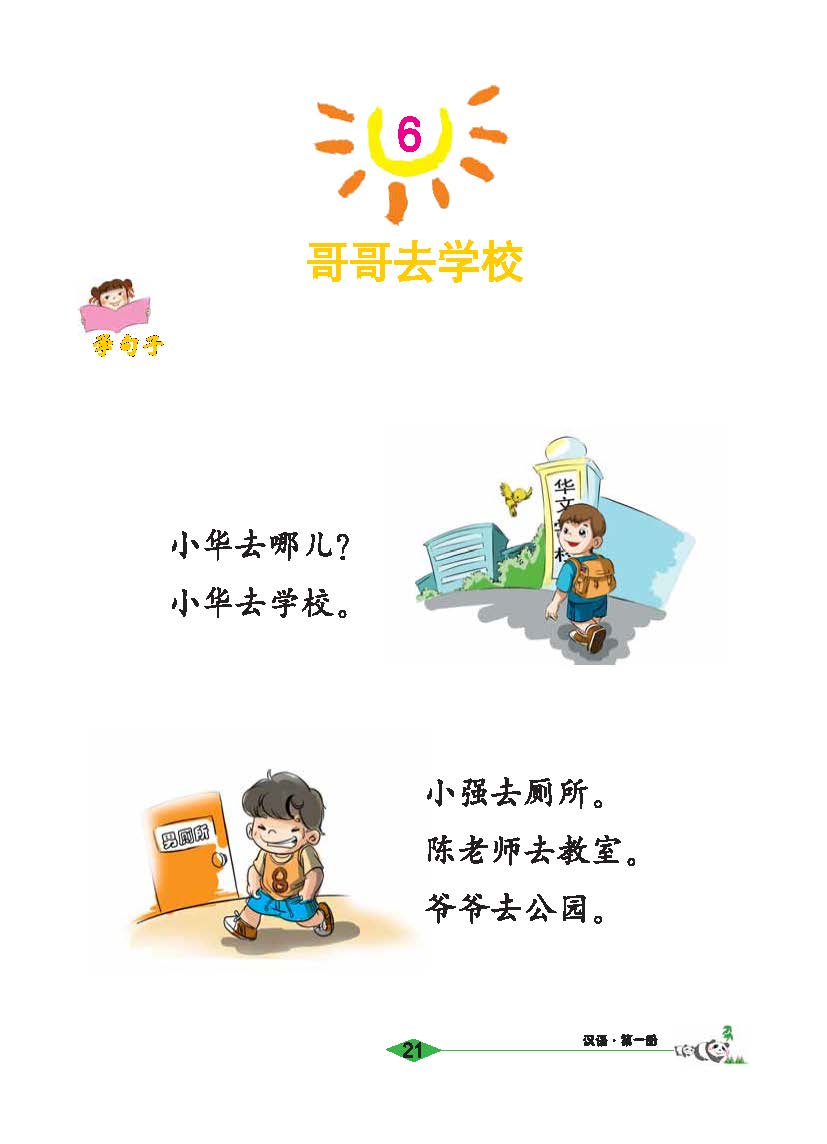 6
哥哥去学校
学句子
华文学校
小华去哪儿？
小华去学校。
男厕所
8
小强去厕所。
陈老师去教室。
爷爷去公园。
21
汉语·第一册